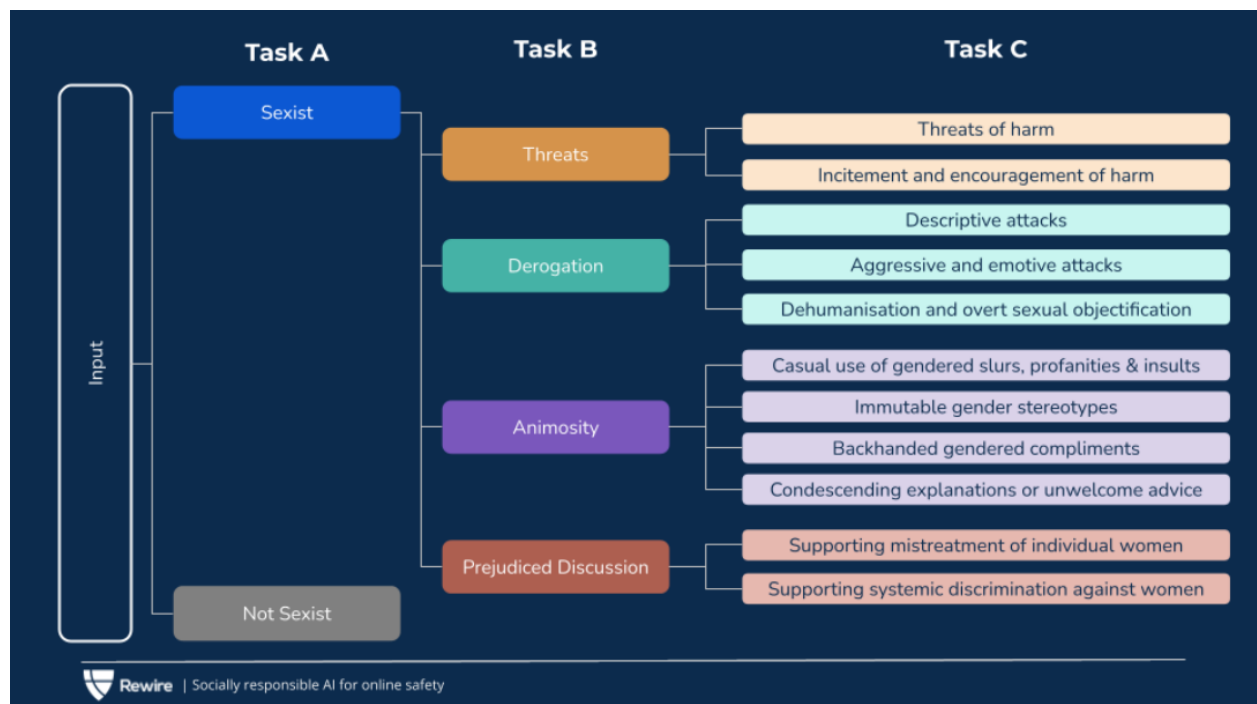 Task A
Task B
Task C
Input
Sexist
Not Sexist
Threats
Derogation
Animosity
Prejudiced Discussion
Threats of harm
Incitement and encouragement of harm
Descriptive attacks
Aggressive and emotive attacks
Dehumanisation and overt sexual objectification
Casual use of gendered slurs, profanities & insults
Immutable gender stereotypes
Backhanded gendered compliments
Condescending explanations or unwelcome advice
Supporting mistreatment of individual women
Supporting systemic discrimination against women
Rewire | Socially responsible AI for online safety